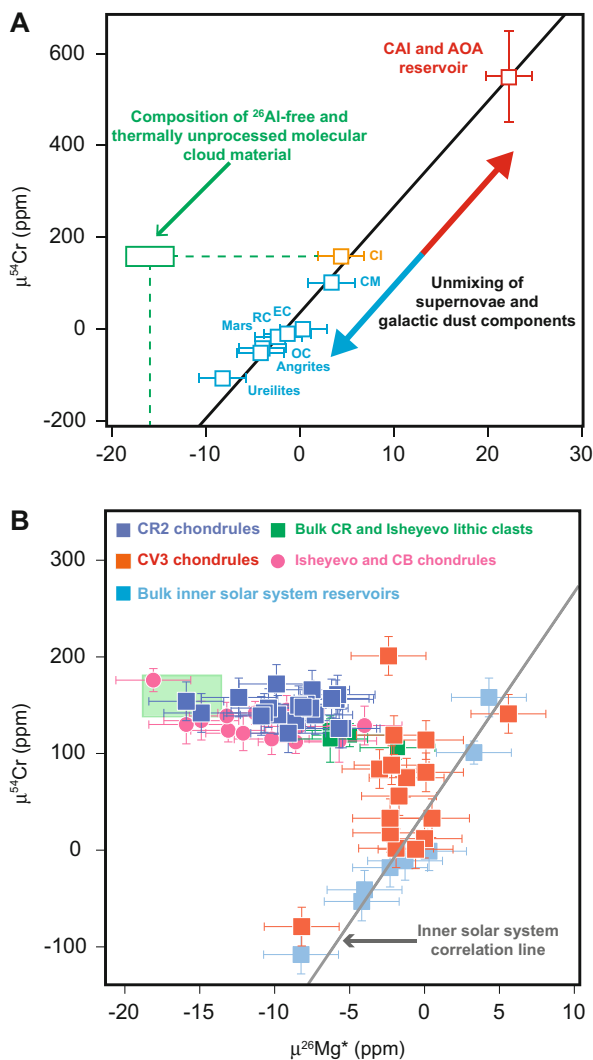 A
600
400
200
0
-200
μ⁵⁴Cr (ppm)
CAI and AOA
reservoir
Composition of ²⁶Al-free and
thermally unprocessed molecular
cloud material
CI
CM
EC
RC
Mars
OC
Angrites
Ureilites
Unmixing of
supernovae and
galactic dust components
-20
-10
0
10
20
30
B
CR2 chondrules
Bulk CR and Isheyevo lithic clasts
CV3 chondrules
Isheyevo and CB chondrules
Bulk inner solar system reservoirs
300
200
100
0
-100
μ⁵⁴Cr (ppm)
Inner solar system
correlation line
-20
-15
-10
-5
0
5
10
μ²⁶Mg* (ppm)